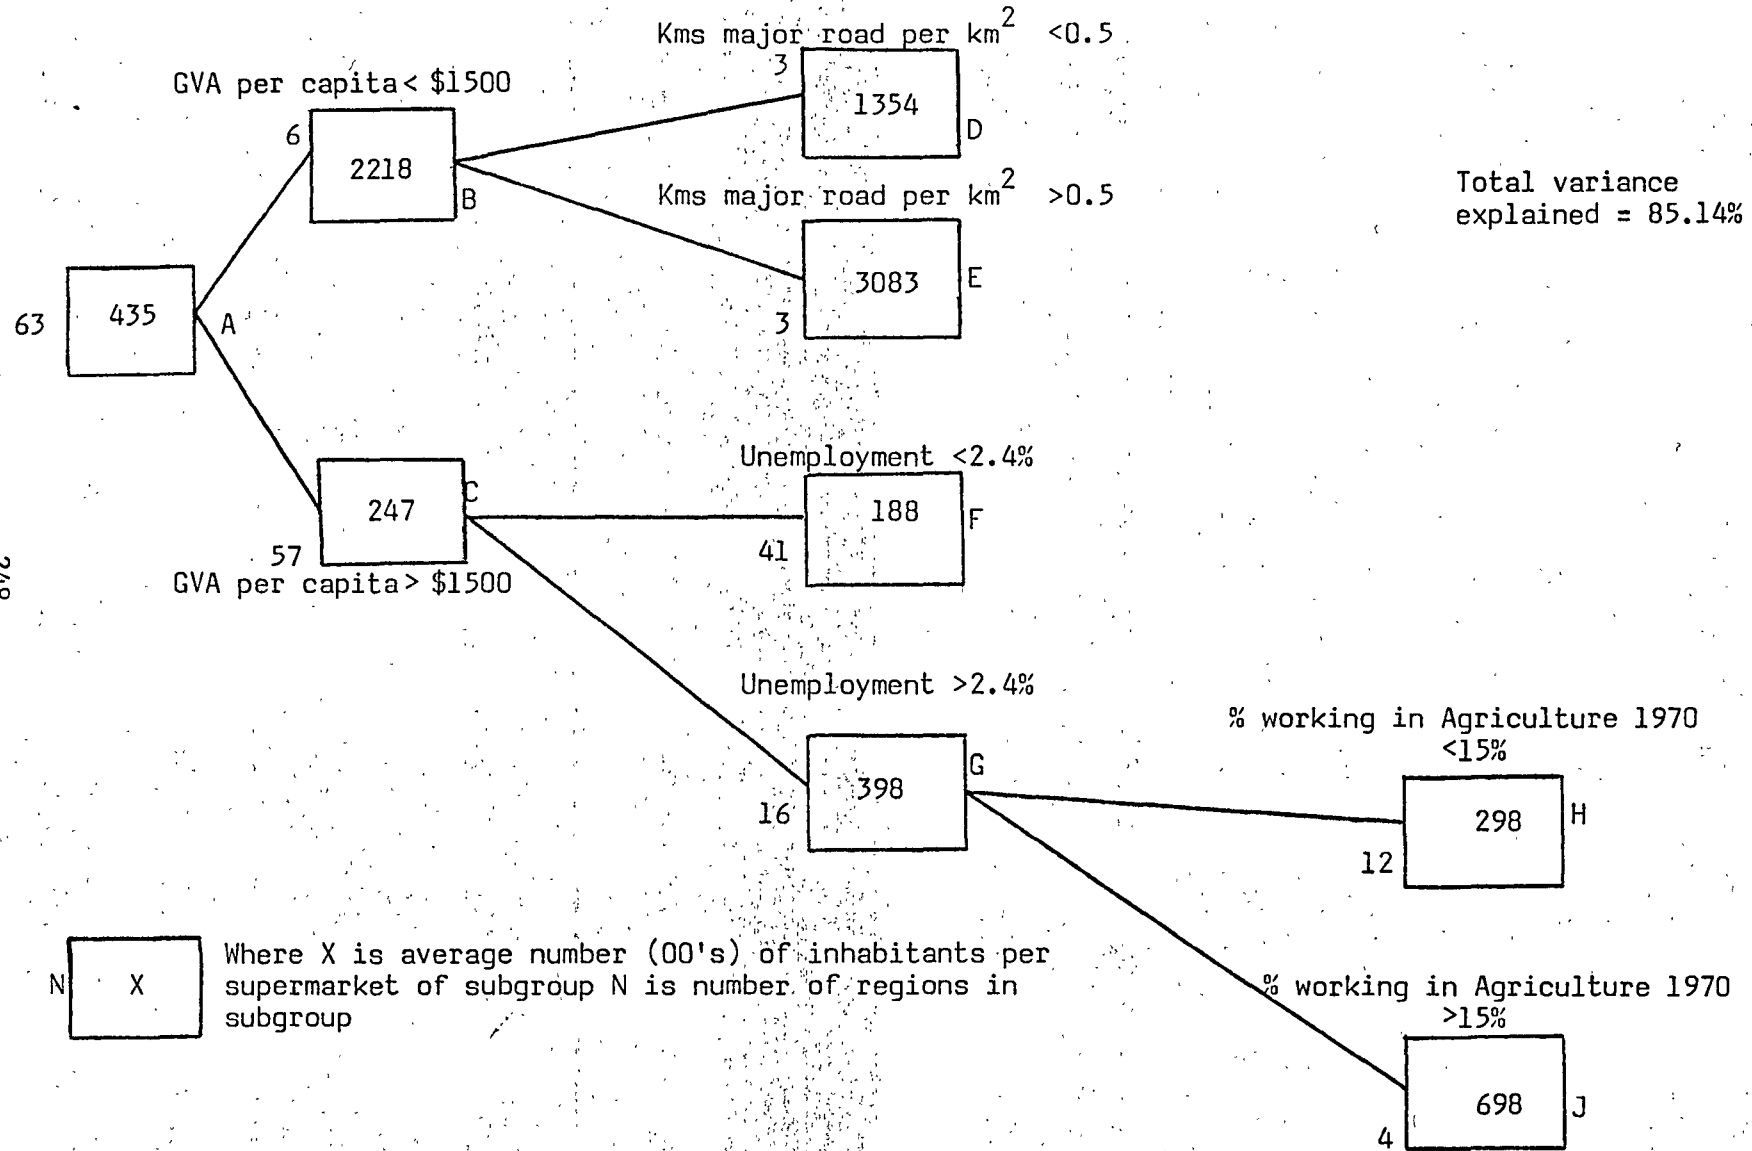 Kms major road per km² <0.5
3
1354
D
GVA per capita < $1500
6
2218
B
Kms major road per km² >0.5
3083
E
3
Total variance
explained = 85.14%
63
435
A
Unemployment <2.4%
188
F
41
C
247
57
GVA per capita > $1500
248
Unemployment >2.4%
G
398
16
% working in Agriculture 1970
<15%
298
H
12
% working in Agriculture 1970
>15%
698
J
4
N
X
Where X is average number (00's) of inhabitants per
supermarket of subgroup N is number of regions in
subgroup